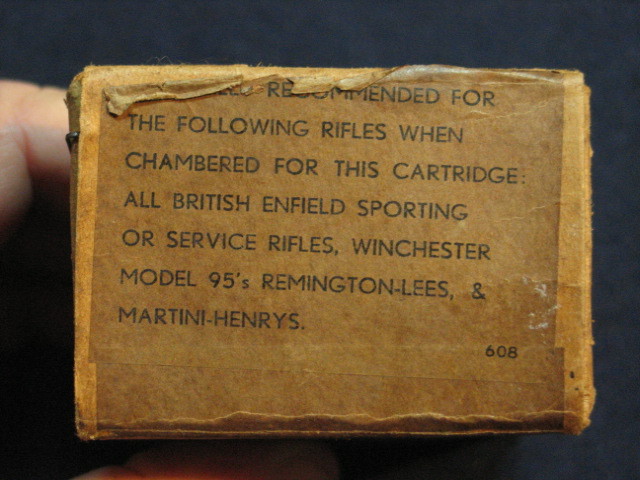 RECOMMENDED FOR
THE FOLLOWING RIFLES WHEN
CHAMBERED FOR THIS CARTRIDGE:
ALL BRITISH ENFIELD SPORTING
OR SERVICE RIFLES, WINCHESTER
MODEL 95's REMINGTON-LEES, &
MARTINI-HENRYS.
608